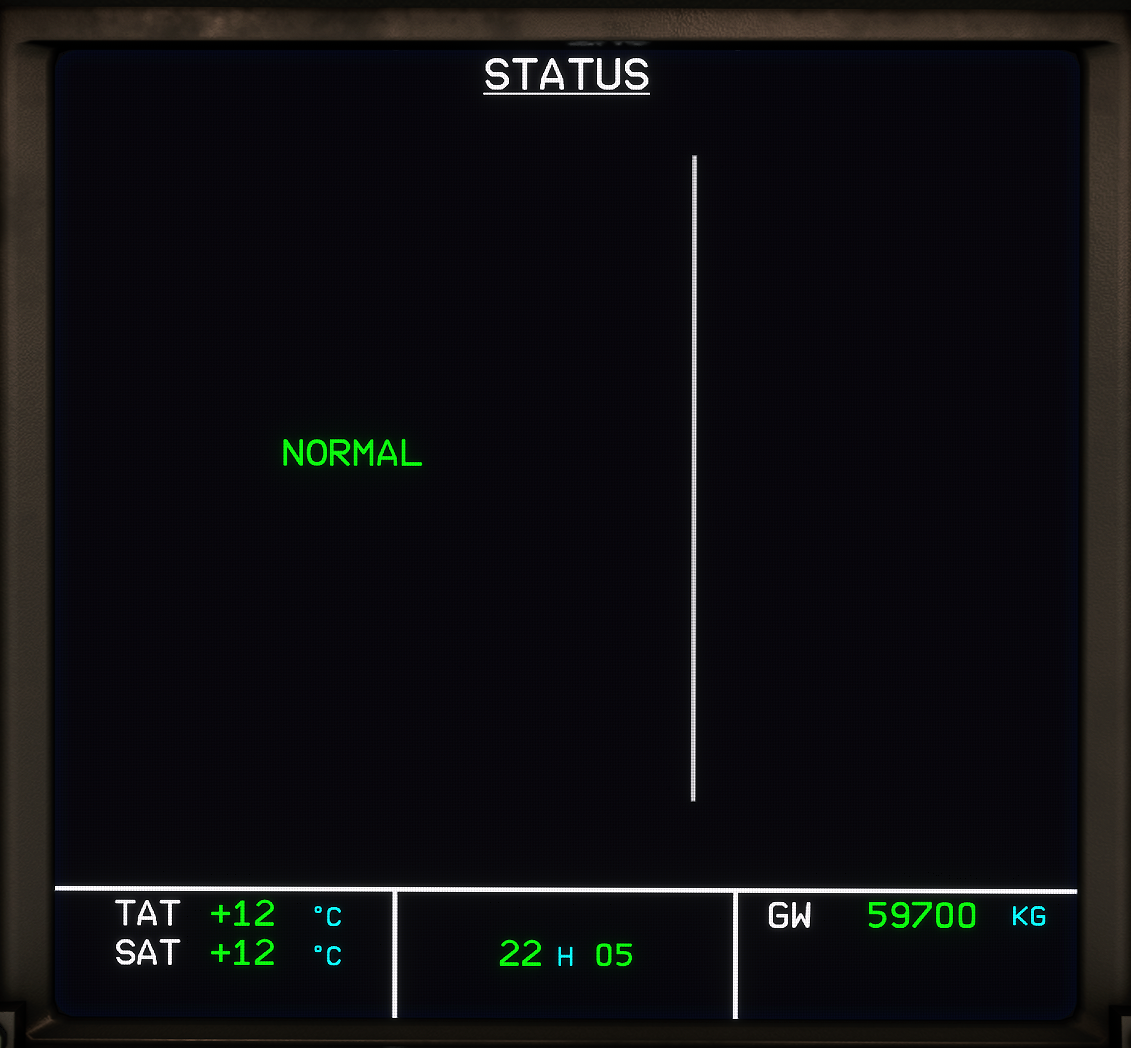 STATUS
NORMAL
TAT +12 °C
SAT +12 °C
22 H 05
GW 59700 KG